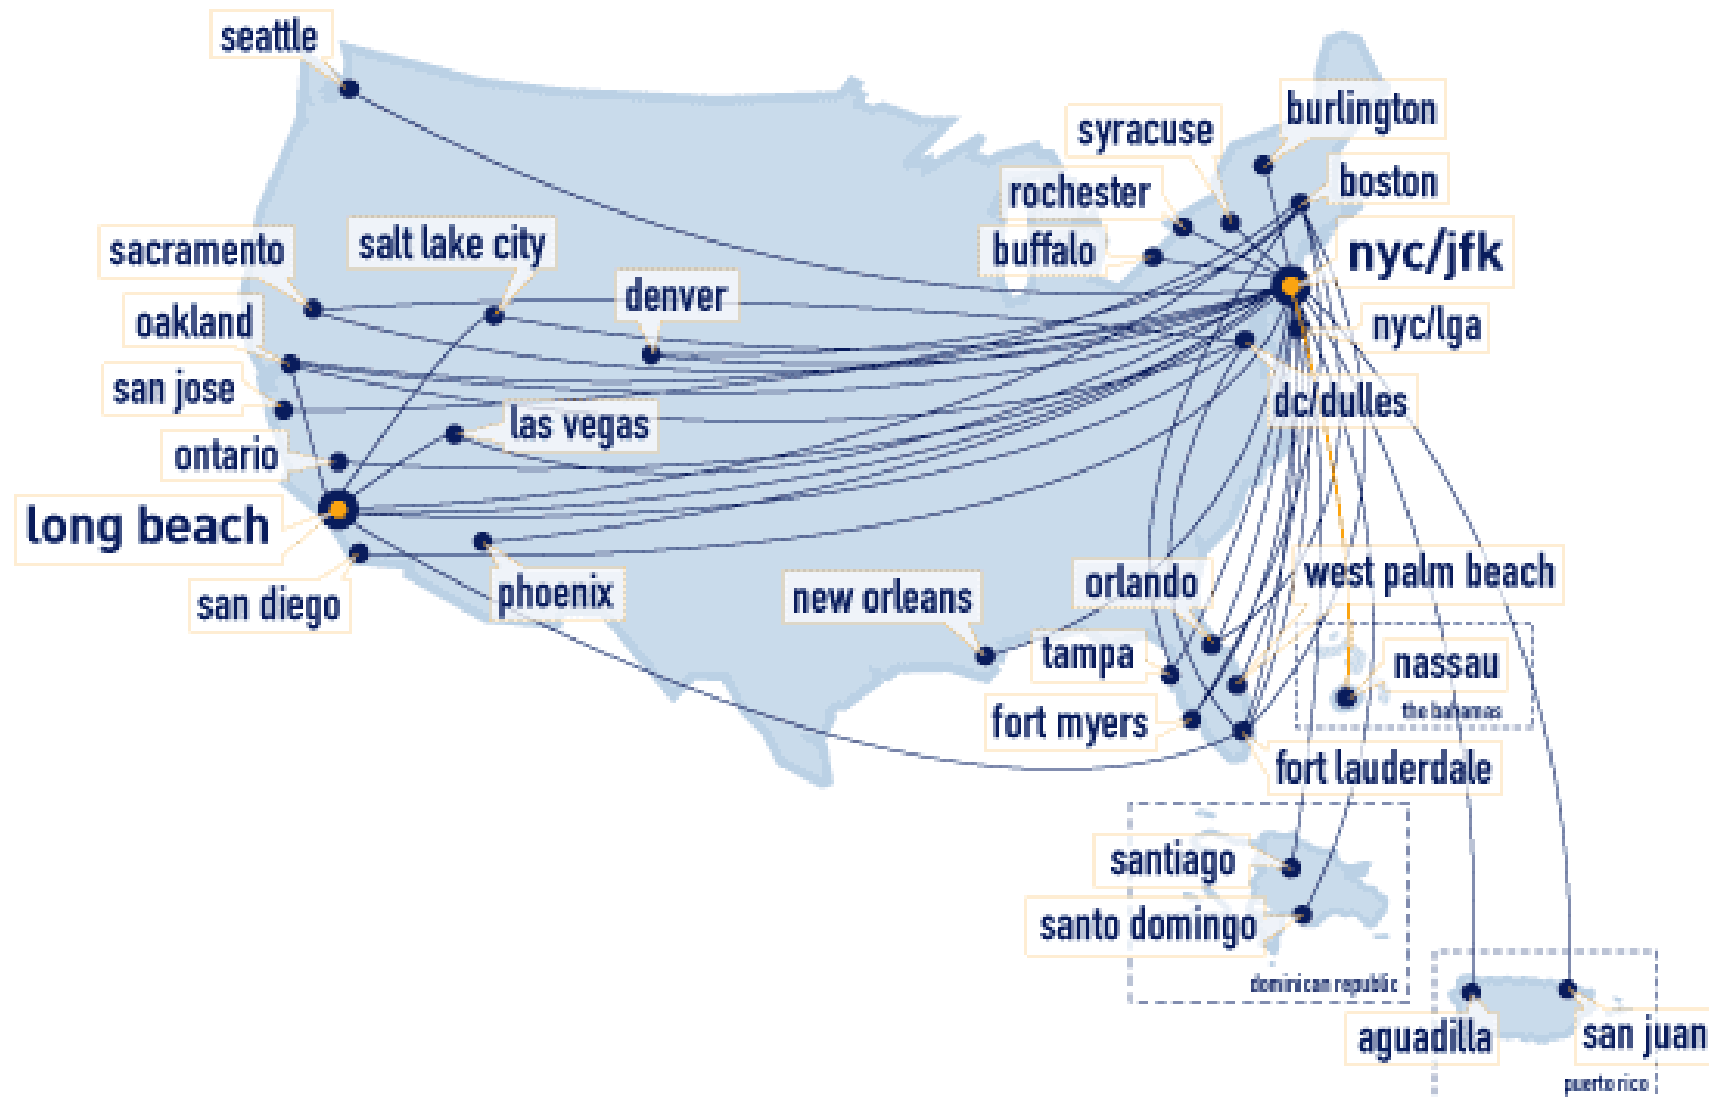 seattle
burlington
syracuse
boston
rochester
sacramento
salt lake city
buffalo
nyc/jfk
denver
oakland
nyc/lga
san jose
dc/dulles
las vegas
ontario
long beach
west palm beach
orlando
phoenix
new orleans
san diego
tampa
nassau
the bahamas
fort myers
fort lauderdale
santiago
santo domingo
dominican republic
aguadilla
san juan
puerto rico